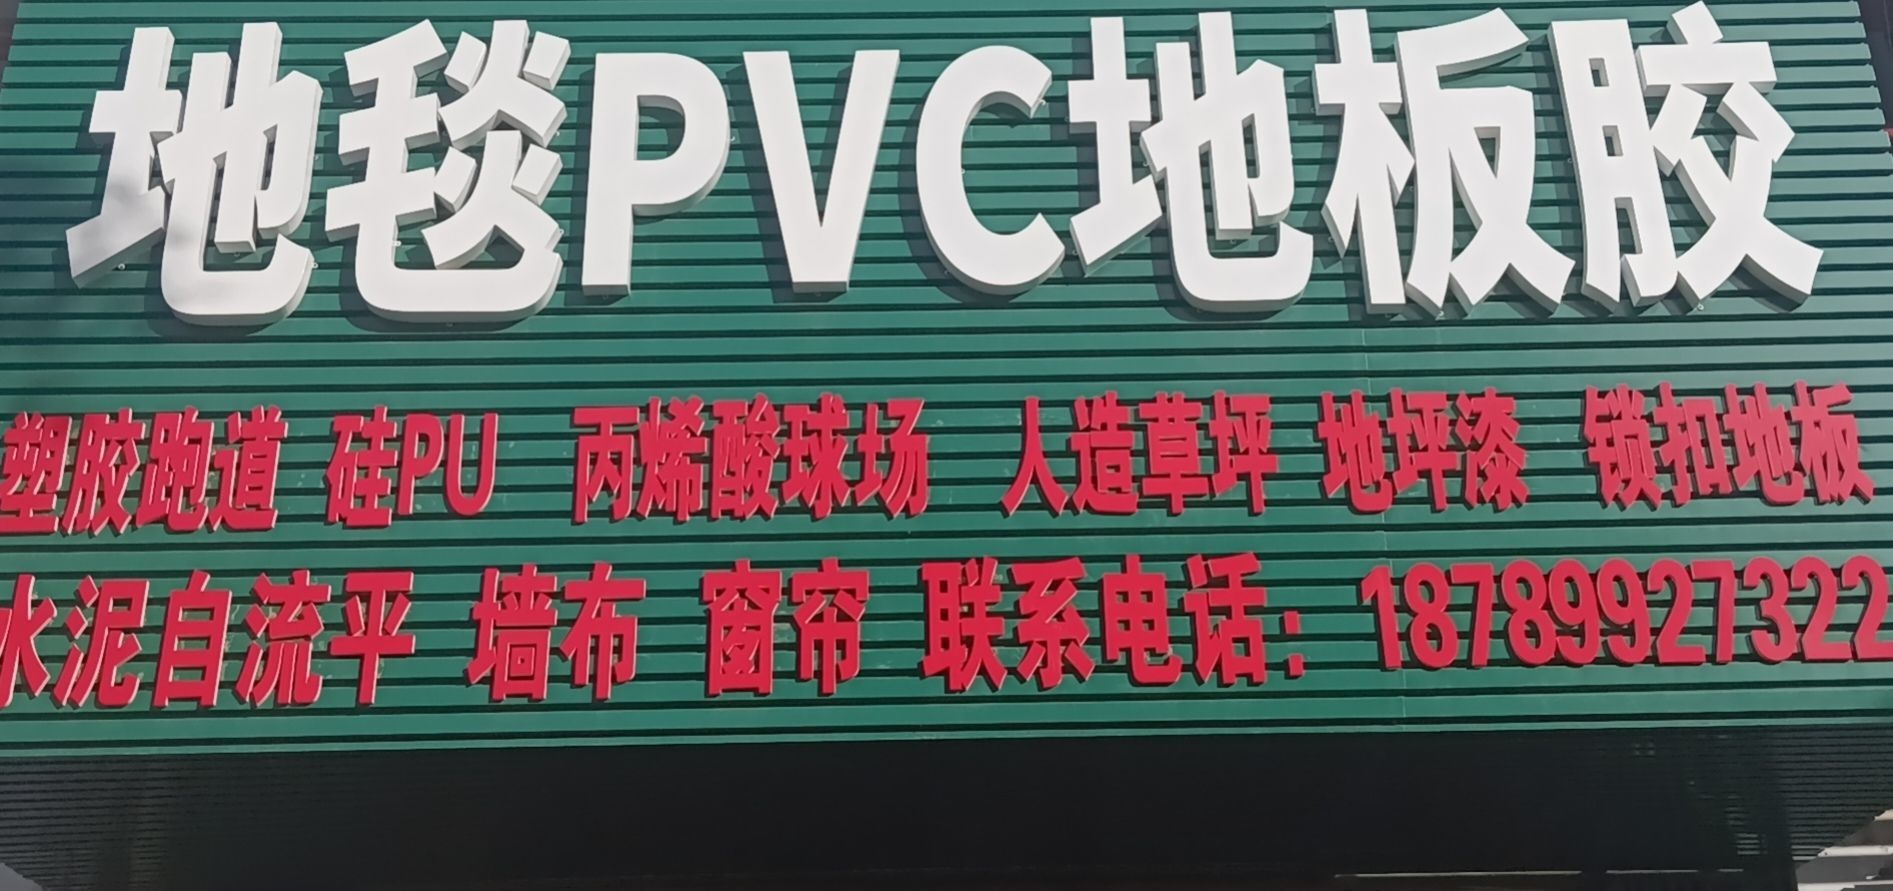 地毯PVC地板胶
塑胶跑道 硅PU 丙烯酸球场 人造草坪 地坪漆 锁扣地板
水泥自流平 墙布 窗帘 联系电话：18789927322